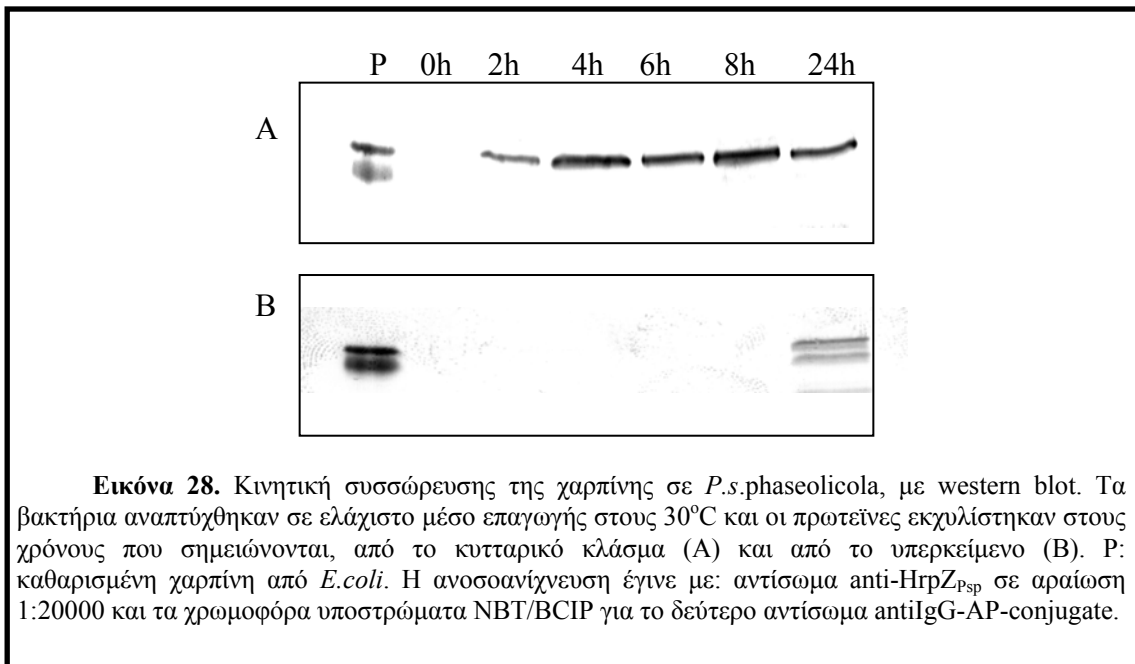 P 0h 2h 4h 6h 8h 24h
A
B
Εικόνα 28. Κινητική συσσώρευσης της χαρπίνης σε P.s.phaseolicola, με western blot. Τα
βακτήρια αναπτύχθηκαν σε ελάχιστο μέσο επαγωγής στους 30°C και οι πρωτεϊνες εκχυλίστηκαν στους
χρόνους που σημειώνονται, από το κυτταρικό κλάσμα (Α) και από το υπερκείμενο (Β). P:
καθαρισμένη χαρπίνη από E.coli. Η ανοσοανίχνευση έγινε με: αντίσωμα anti-HrpZPsp σε αραίωση
1:20000 και τα χρωμοφόρα υποστρώματα NBT/BCIP για το δεύτερο αντίσωμα antiIgG-AP-conjugate.